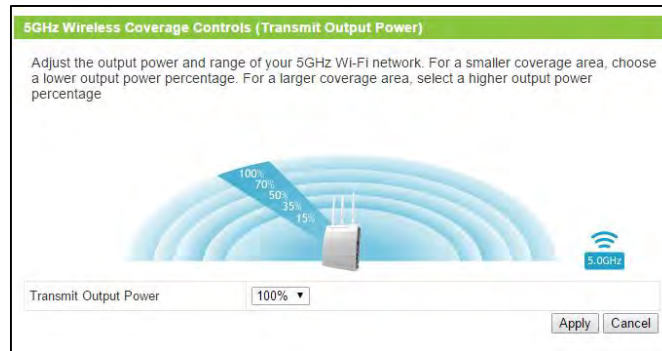 5GHz Wireless Coverage Controls (Transmit Output Power)
Adjust the output power and range of your 5GHz Wi-Fi network. For a smaller coverage area, choose
a lower output power percentage. For a larger coverage area, select a higher output power
percentage
100%
70%
50%
35%
15%
5.0GHz
Transmit Output Power 100%
Apply Cancel